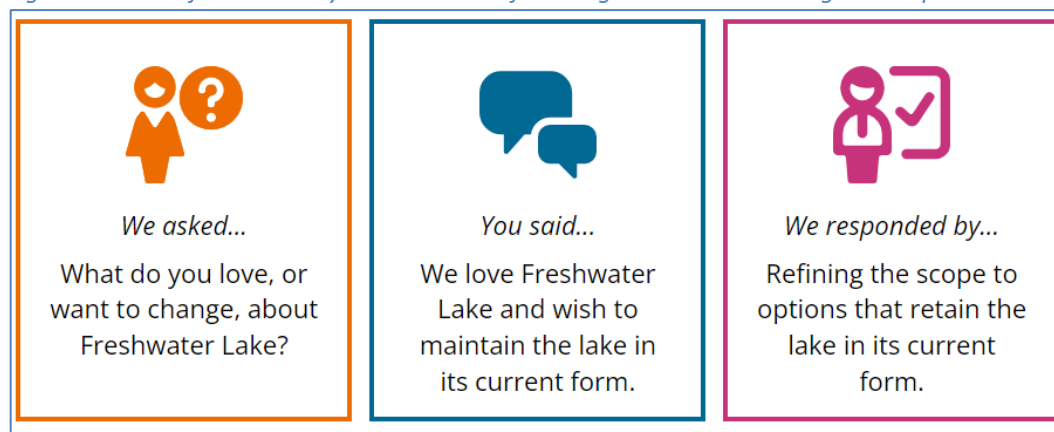 ?
We asked...
What do you love, or
want to change, about
Freshwater Lake?
You said...
We love Freshwater
Lake and wish to
maintain the lake in
its current form.
We responded by...
Refining the scope to
options that retain the
lake in its current
form.